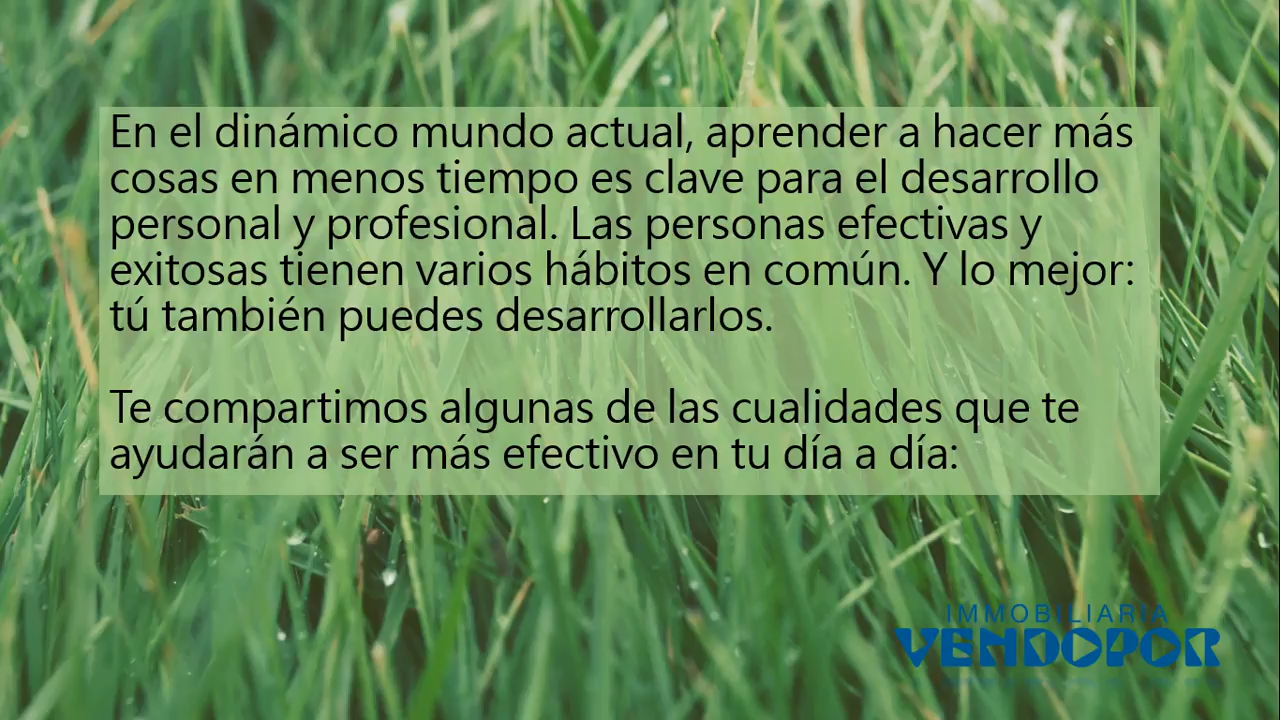 En el dinámico mundo actual, aprender a hacer más
cosas en menos tiempo es clave para el desarrollo
personal y profesional. Las personas efectivas y
exitosas tienen varios hábitos en común. Y lo mejor:
tú también puedes desarrollarlos.
Te compartimos algunas de las cualidades que te
ayudarán a ser más efectivo en tu día a día:
IMMOBILIARIA
VENDOPOR